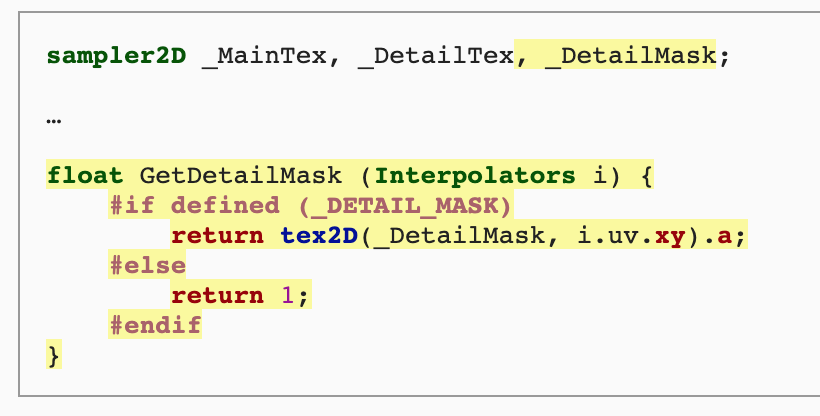 sampler2D _MainTex, _DetailTex, _DetailMask;
…
float GetDetailMask (Interpolators i) {
#if defined (_DETAIL_MASK)
return tex2D(_DetailMask, i.uv.xy).a;
#else
return 1;
#endif
}